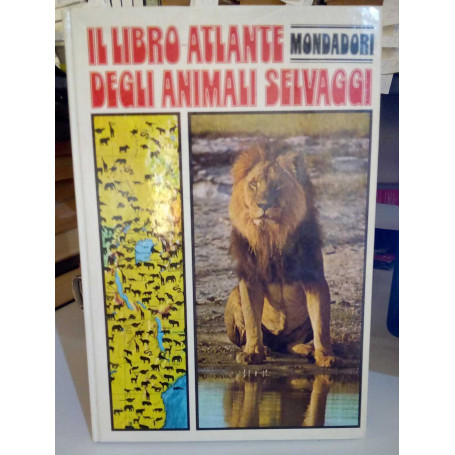 IL LIBRO-ATLANTE MONDADORI
DEGLI ANIMALI SELVAGGI